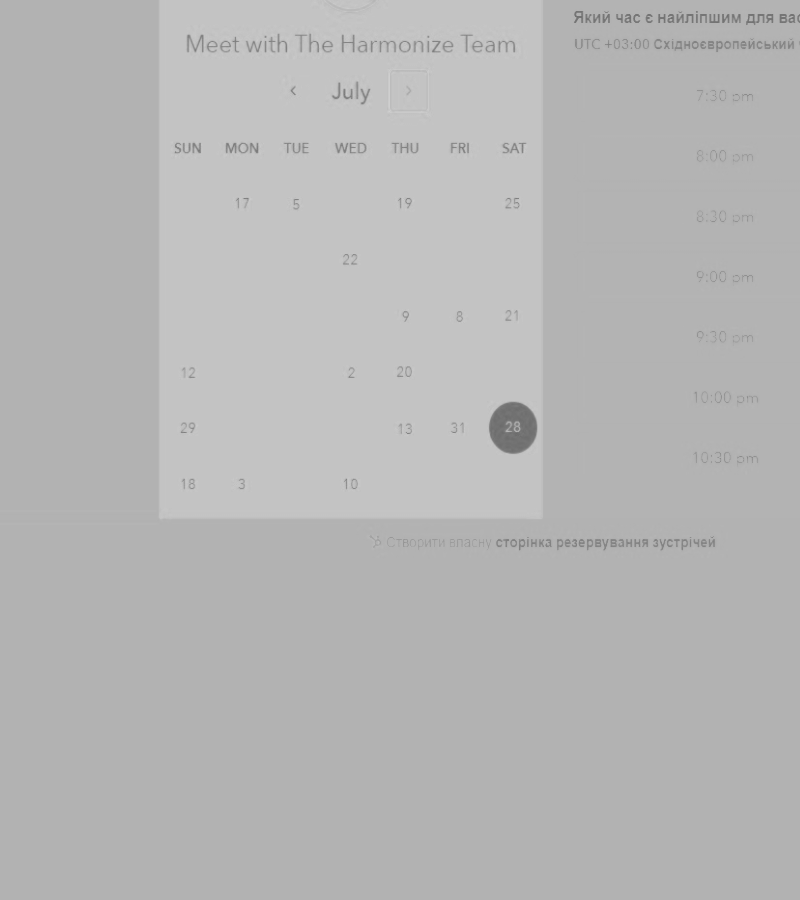 Meet with The Harmonize Team
July
SUN MON TUE WED THU FRI SAT
17 5 19 25
22
9 8 21
12 2 20
29 13 31 28
18 3 10
Який час є найліпшим для
UTC +03:00 Східноєвропейський
7:30 pm
8:00 pm
8:30 pm
9:00 pm
9:30 pm
10:00 pm
10:30 pm
Створити власну сторінка резервування зустрічей